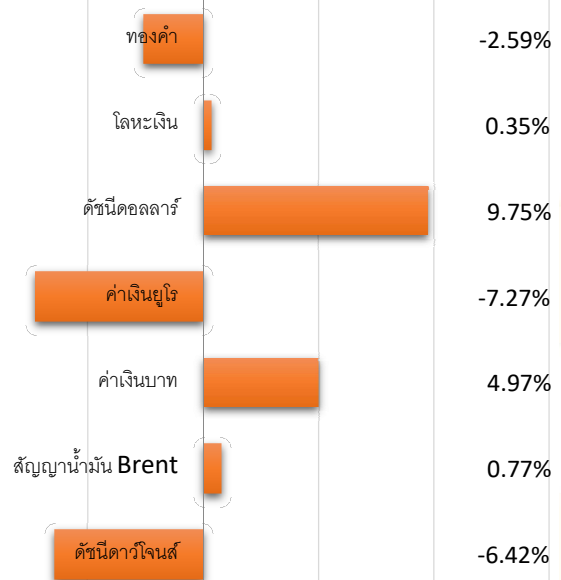 ทองคำ -2.59%
โลหะเงิน 0.35%
ดัชนีดอลลาร์ 9.75%
ค่าเงินยูโร -7.27%
ค่าเงินบาท 4.97%
สัญญาน้ำมัน Brent 0.77%
ดัชนีดาวโจนส์ -6.42%